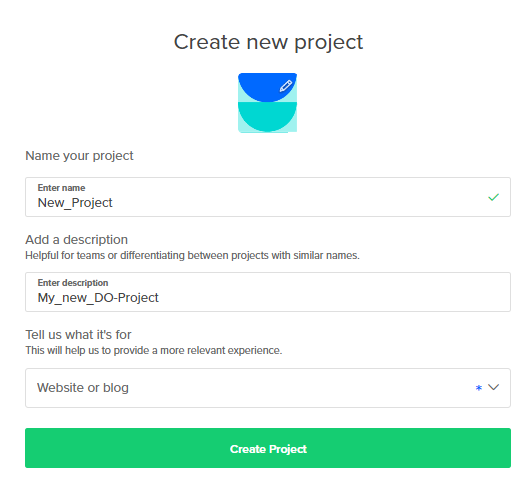 Create new project
Name your project
Enter name
New_Project
Add a description
Helpful for teams or differentiating between projects with similar names.
Enter description
My_new_DO-Project
Tell us what it's for
This will help us to provide a more relevant experience.
Website or blog *
Create Project